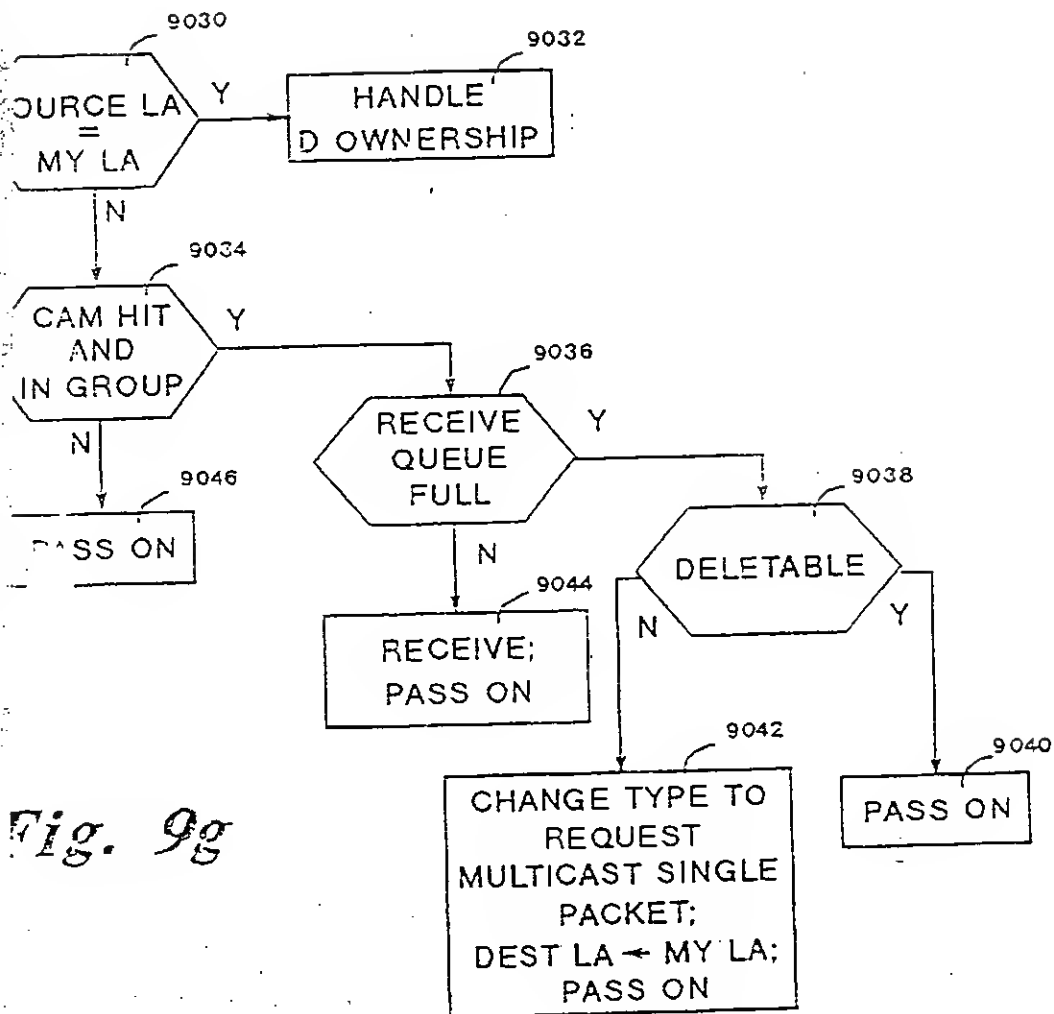 9030
9032
OURCE LA
=
MY LA
Y
HANDLE
D OWNERSHIP
N
9034
CAM HIT
AND
IN GROUP
Y
9036
RECEIVE
QUEUE
FULL
Y
N
9046
PASS ON
9038
DELETABLE
N
9044
RECEIVE;
PASS ON
N
Y
9042
CHANGE TYPE TO
REQUEST
MULTICAST SINGLE
PACKET;
DEST LA ← MY LA;
PASS ON
9040
PASS ON
Fig. 9g